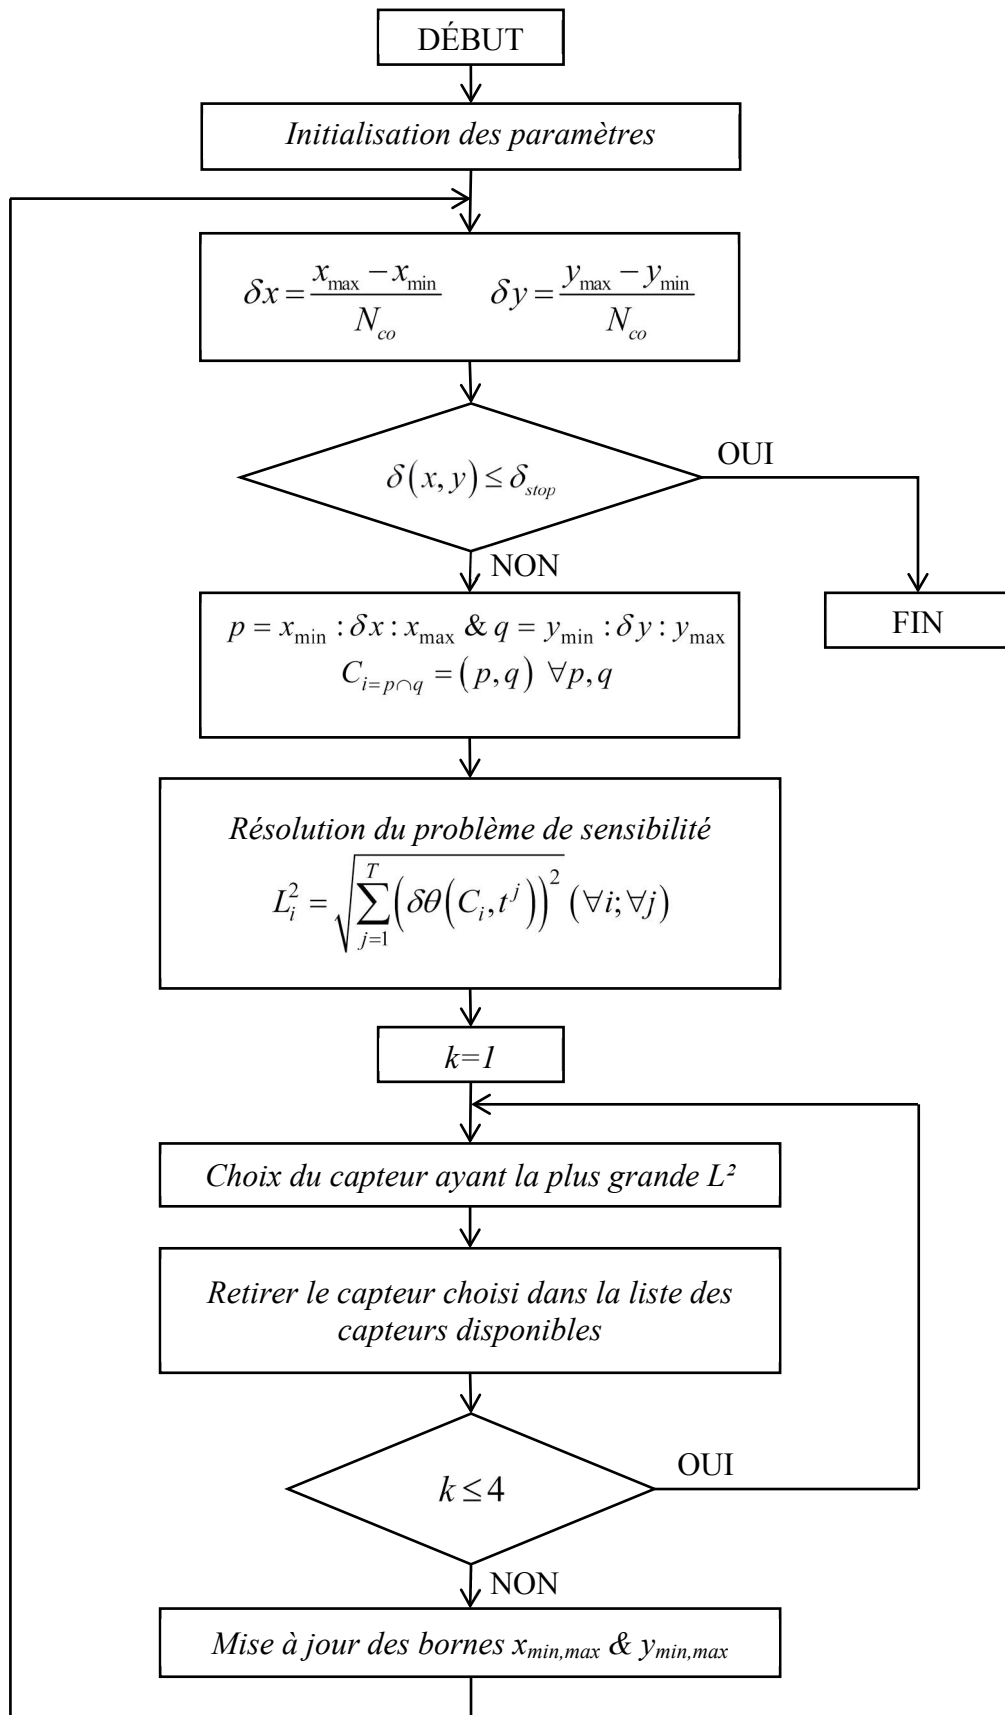 DÉBUT
Initialisation des paramètres
δx = (x_max − x_min) / N_co    δy = (y_max − y_min) / N_co
OUI
δ(x, y) ≤ δ_stop
NON
p = x_min : δx : x_max & q = y_min : δy : y_max
FIN
C_{i=p∩q} = (p, q) ∀p, q
Résolution du problème de sensibilité
L_i^2 = √(∑_{j=1}^{T} (δθ(C_i, t^j))^2) (∀i; ∀j)
k=1
Choix du capteur ayant la plus grande L²
Retirer le capteur choisi dans la liste des
capteurs disponibles
OUI
k ≤ 4
NON
Mise à jour des bornes x_min,max & y_min,max